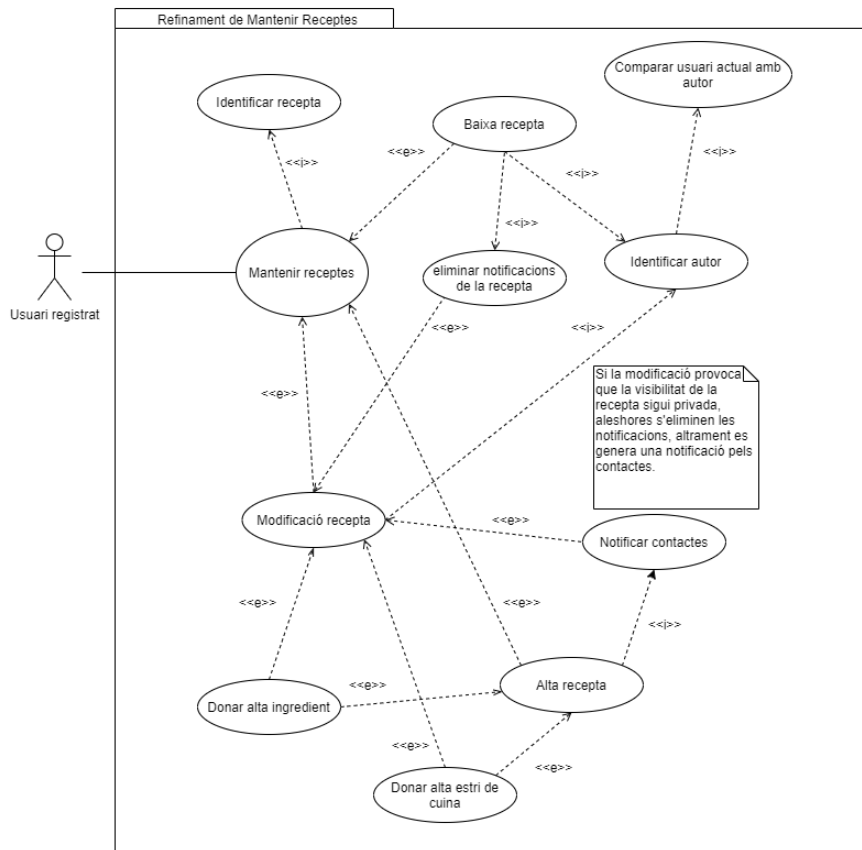 Refinament de Mantenir Receptes
Comparar usuari actual amb
autor
Identificar recepta
Baixa recepta
<<e>>
<<i>>
<<i>>
<<i>>
<<i>>
Usuari registrat
Mantenir receptes
eliminar notificacions
de la recepta
Identificar autor
<<e>>
<<i>>
<<e>>
Si la modificació provoca
que la visibilitat de la
recepta sigui privada,
aleshores s'eliminen les
notificacions, altrament es
genera una notificació pels
contactes.
Modificació recepta
<<e>>
Notificar contactes
<<e>>
<<e>>
<<i>>
<<e>>
Alta recepta
Donar alta ingredient
<<e>>
<<e>>
Donar alta estri de
cuina